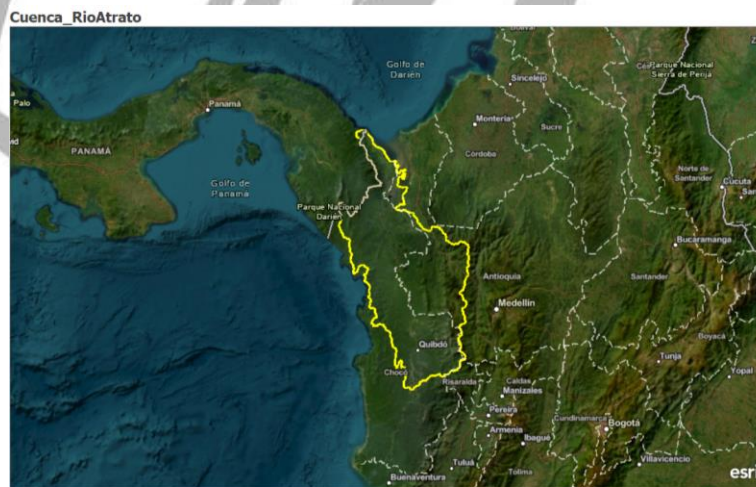 Cuenca_RioAtrato
Golfo de
Darién
Parque Nacional
Sierra de Perijá
Sincelejo
Palo
Panamá
Montería
Sucre
PANAMÁ
Córdoba
Norte de
Santander
Cúcuta
Golfo de
Panamá
Parque Nacional
Darién
Bucaramanga
Antioquia
Santander
Medellín
Boyacá
Quibdó
Tunja
Chocó
Risaralda
Caldas
Manizales
Yopal
Pereira
Cundinamarca
Bogotá
Armenia
Ibagué
Villavicencio
Tuluá
Tolima
Buenaventura
esri